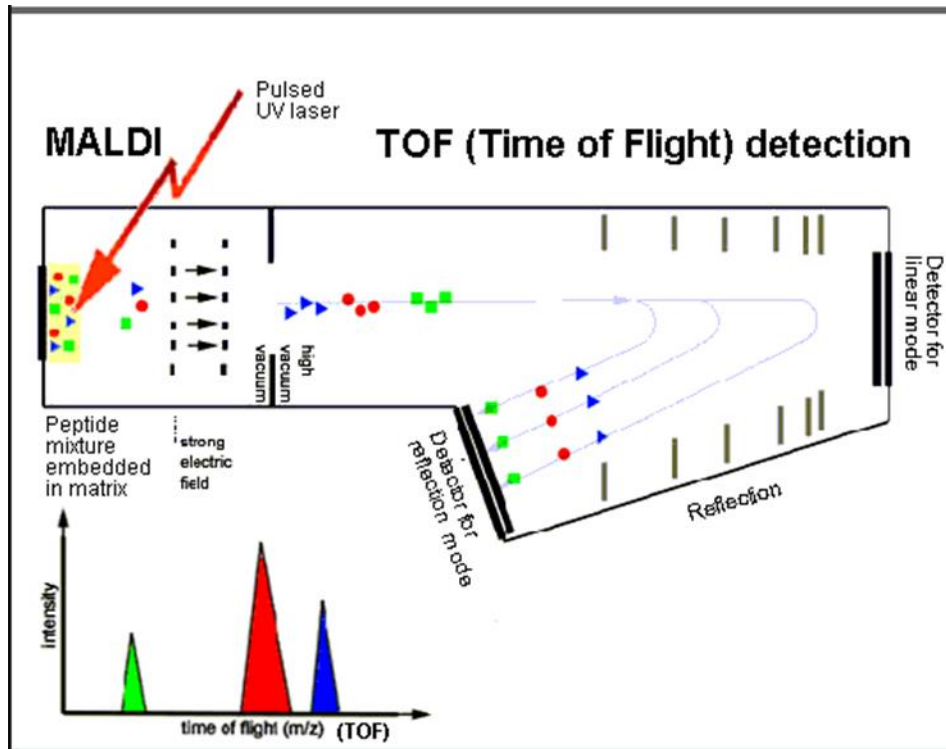 Pulsed
UV laser
MALDI
TOF (Time of Flight) detection
Detector for
linear mode
vacuum
high
vacuum
Peptide
mixture
embedded
in matrix
strong
electric
field
Detector for
reflection mode
Reflection
intensity
time of flight (m/z) (TOF)